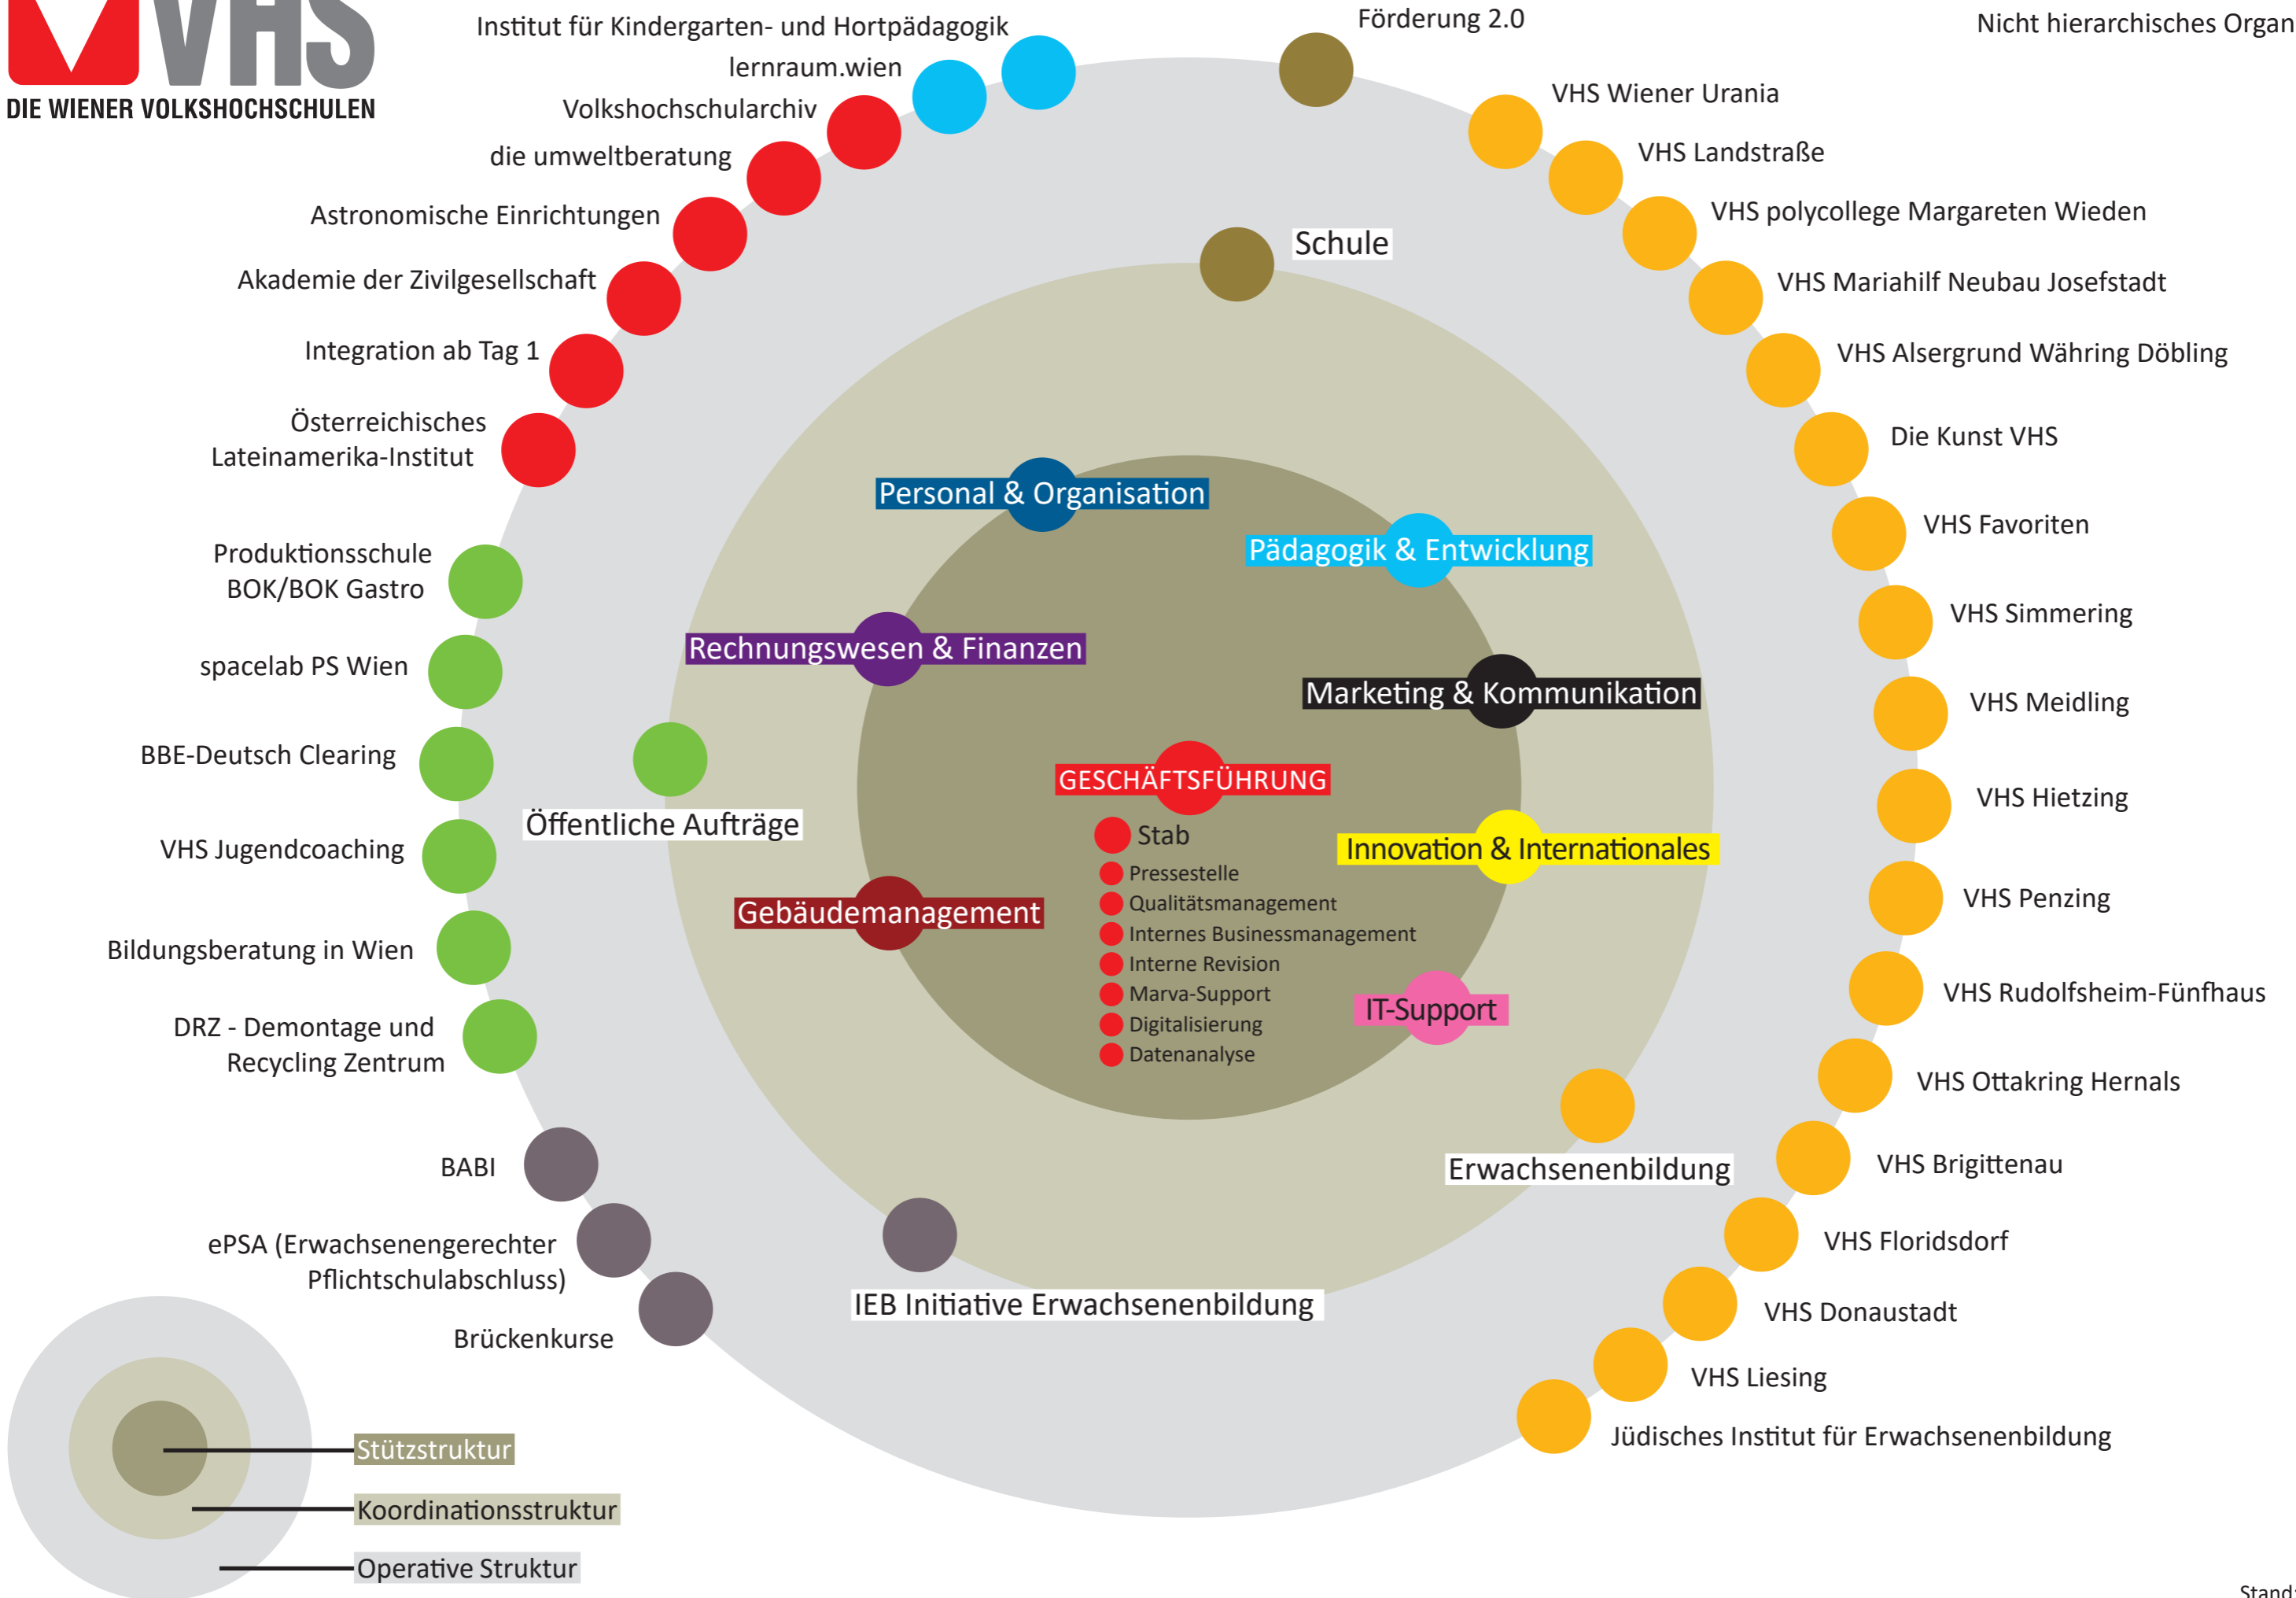 VHS
DIE WIENER VOLKSHOCHSCHULEN
Nicht hierarchisches Organ
Institut für Kindergarten- und Hortpädagogik
lernraum.wien
Volkshochschularchiv
die umweltberatung
Astronomische Einrichtungen
Akademie der Zivilgesellschaft
Integration ab Tag 1
Österreichisches
Lateinamerika-Institut
Produktionsschule
BOK/BOK Gastro
spacelab PS Wien
BBE-Deutsch Clearing
VHS Jugendcoaching
Bildungsberatung in Wien
DRZ - Demontage und
Recycling Zentrum
BABI
ePSA (Erwachsenengerechter
Pflichtschulabschluss)
Brückenkurse
Förderung 2.0
Schule
Personal & Organisation
Pädagogik & Entwicklung
Rechnungswesen & Finanzen
Marketing & Kommunikation
GESCHÄFTSFÜHRUNG
Stab
Pressestelle
Qualitätsmanagement
Internes Businessmanagement
Interne Revision
Marva-Support
Digitalisierung
Datenanalyse
Öffentliche Aufträge
Innovation & Internationales
Gebäudemanagement
IT-Support
Erwachsenenbildung
IEB Initiative Erwachsenenbildung
VHS Wiener Urania
VHS Landstraße
VHS polycollege Margareten Wieden
VHS Mariahilf Neubau Josefstadt
VHS Alsergrund Währing Döbling
Die Kunst VHS
VHS Favoriten
VHS Simmering
VHS Meidling
VHS Hietzing
VHS Penzing
VHS Rudolfsheim-Fünfhaus
VHS Ottakring Hernals
VHS Brigittenau
VHS Floridsdorf
VHS Donaustadt
VHS Liesing
Jüdisches Institut für Erwachsenenbildung
Stützstruktur
Koordinationsstruktur
Operative Struktur
Stand: